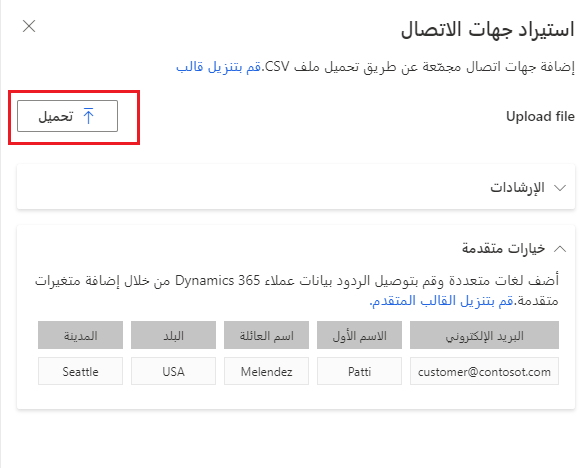 استيراد جهات الاتصال
إضافة جهات اتصال مجمّعة عن طريق تحميل ملف CSV.قم بتنزيل قالب
Upload file
تحميل
الإرشادات
خيارات متقدمة
أضف لغات متعددة وقم بتوصيل الردود بيانات عملاء Dynamics 365 من خلال إضافة متغيرات
متقدمة.قم بتنزيل القالب المتقدم.
البريد الإلكتروني الاسم الأول اسم العائلة البلد المدينة
customer@contosot.com Patti Melendez USA Seattle